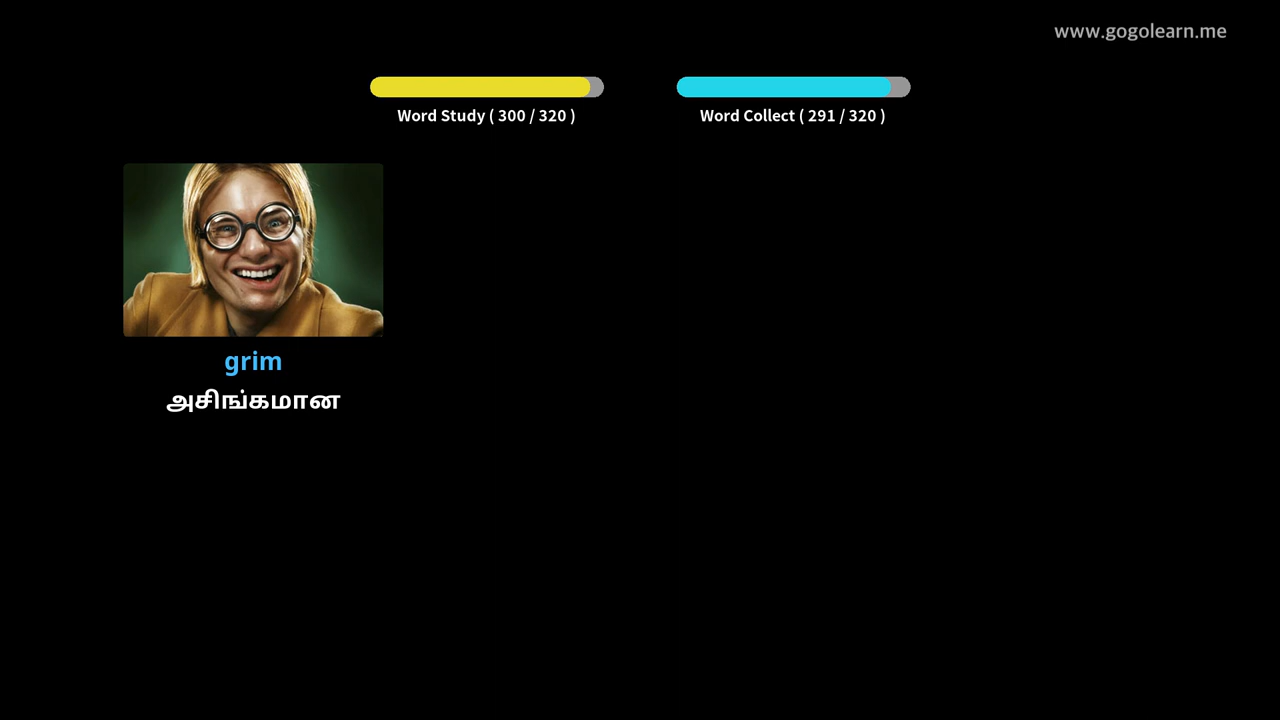 www.gogolearn.me
Word Study ( 300 / 320 )
Word Collect ( 291 / 320 )
grim
அசிங்கமான